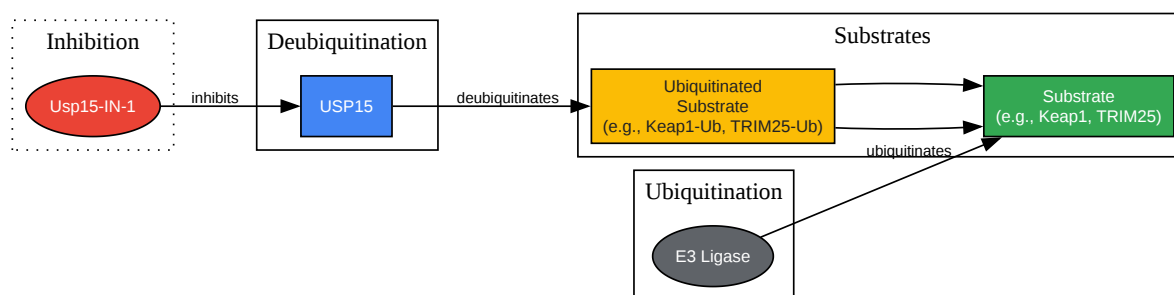 Inhibition
Usp15-IN-1
inhibits
Deubiquitination
USP15
deubiquitinates
Substrates
Ubiquitinated
Substrate
(e.g., Keap1-Ub, TRIM25-Ub)
Substrate
(e.g., Keap1, TRIM25)
ubiquitinates
Ubiquitination
E3 Ligase